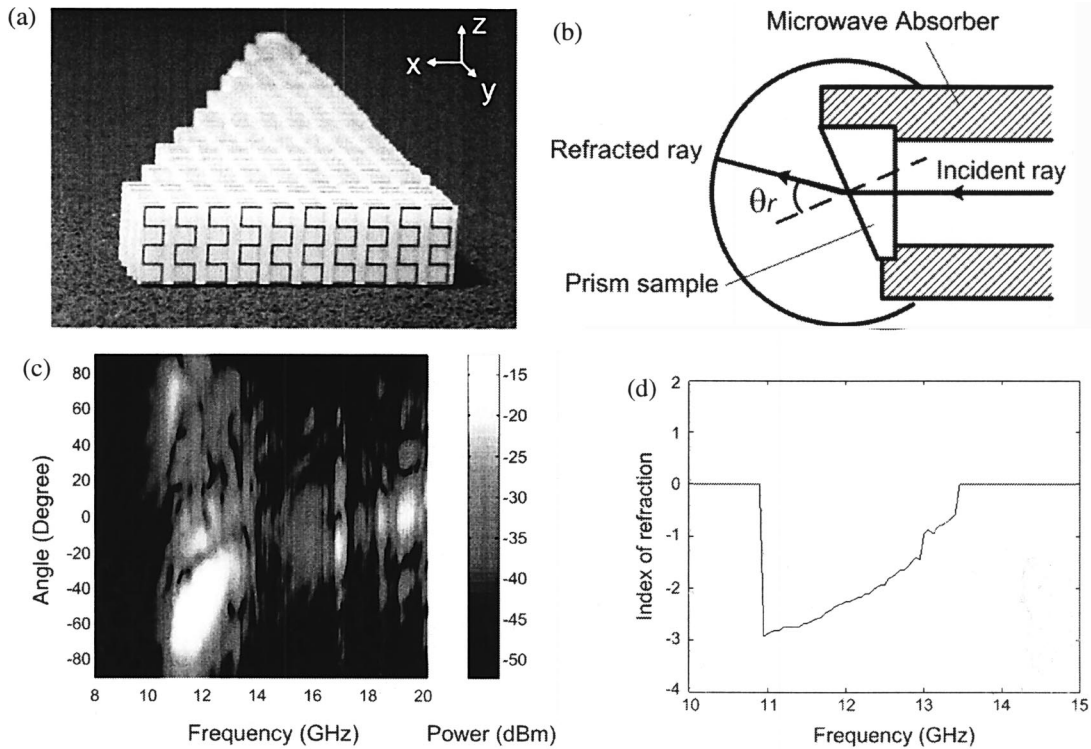 (a)
z
x
y
(b)
Microwave Absorber
Refracted ray
Incident ray
θr
Prism sample
(c)
80
60
40
20
0
-20
-40
-60
-80
8
10
12
14
16
18
20
Angle (Degree)
Frequency (GHz)
-15
-20
-25
-30
-35
-40
-45
-50
Power (dBm)
(d)
2
1
0
-1
-2
-3
-4
10
11
12
13
14
15
Index of refraction
Frequency (GHz)